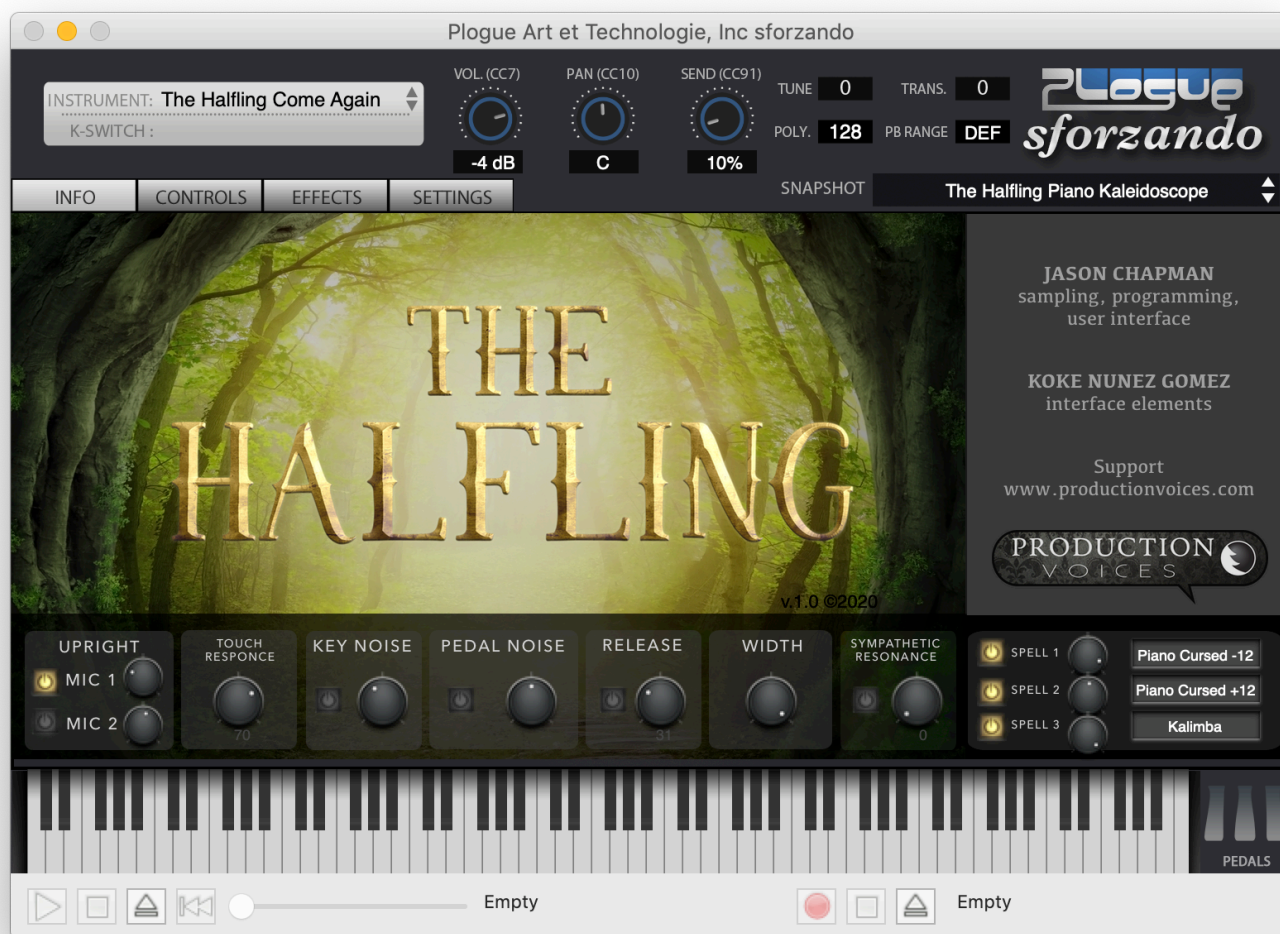 Plogue Art et Technologie, Inc sforzando
INSTRUMENT: The Halfling Come Again
K-SWITCH :
VOL. (CC7)
-4 dB
PAN (CC10)
C
SEND (CC91)
10%
TUNE 0
TRANS. 0
POLY. 128
PB RANGE DEF
PLOGUE
sforzando
INFO
CONTROLS
EFFECTS
SETTINGS
SNAPSHOT The Halfling Piano Kaleidoscope
THE
HALFLING
v.1.0 ©2020
JASON CHAPMAN
sampling, programming,
user interface
KOKE NUNEZ GOMEZ
interface elements
Support
www.productionvoices.com
PRODUCTION
VOICES
UPRIGHT
MIC 1
MIC 2
TOUCH
RESPONCE
70
KEY NOISE
PEDAL NOISE
RELEASE
31
WIDTH
SYMPATHETIC
RESONANCE
0
SPELL 1 Piano Cursed -12
SPELL 2 Piano Cursed +12
SPELL 3 Kalimba
PEDALS
Empty
Empty